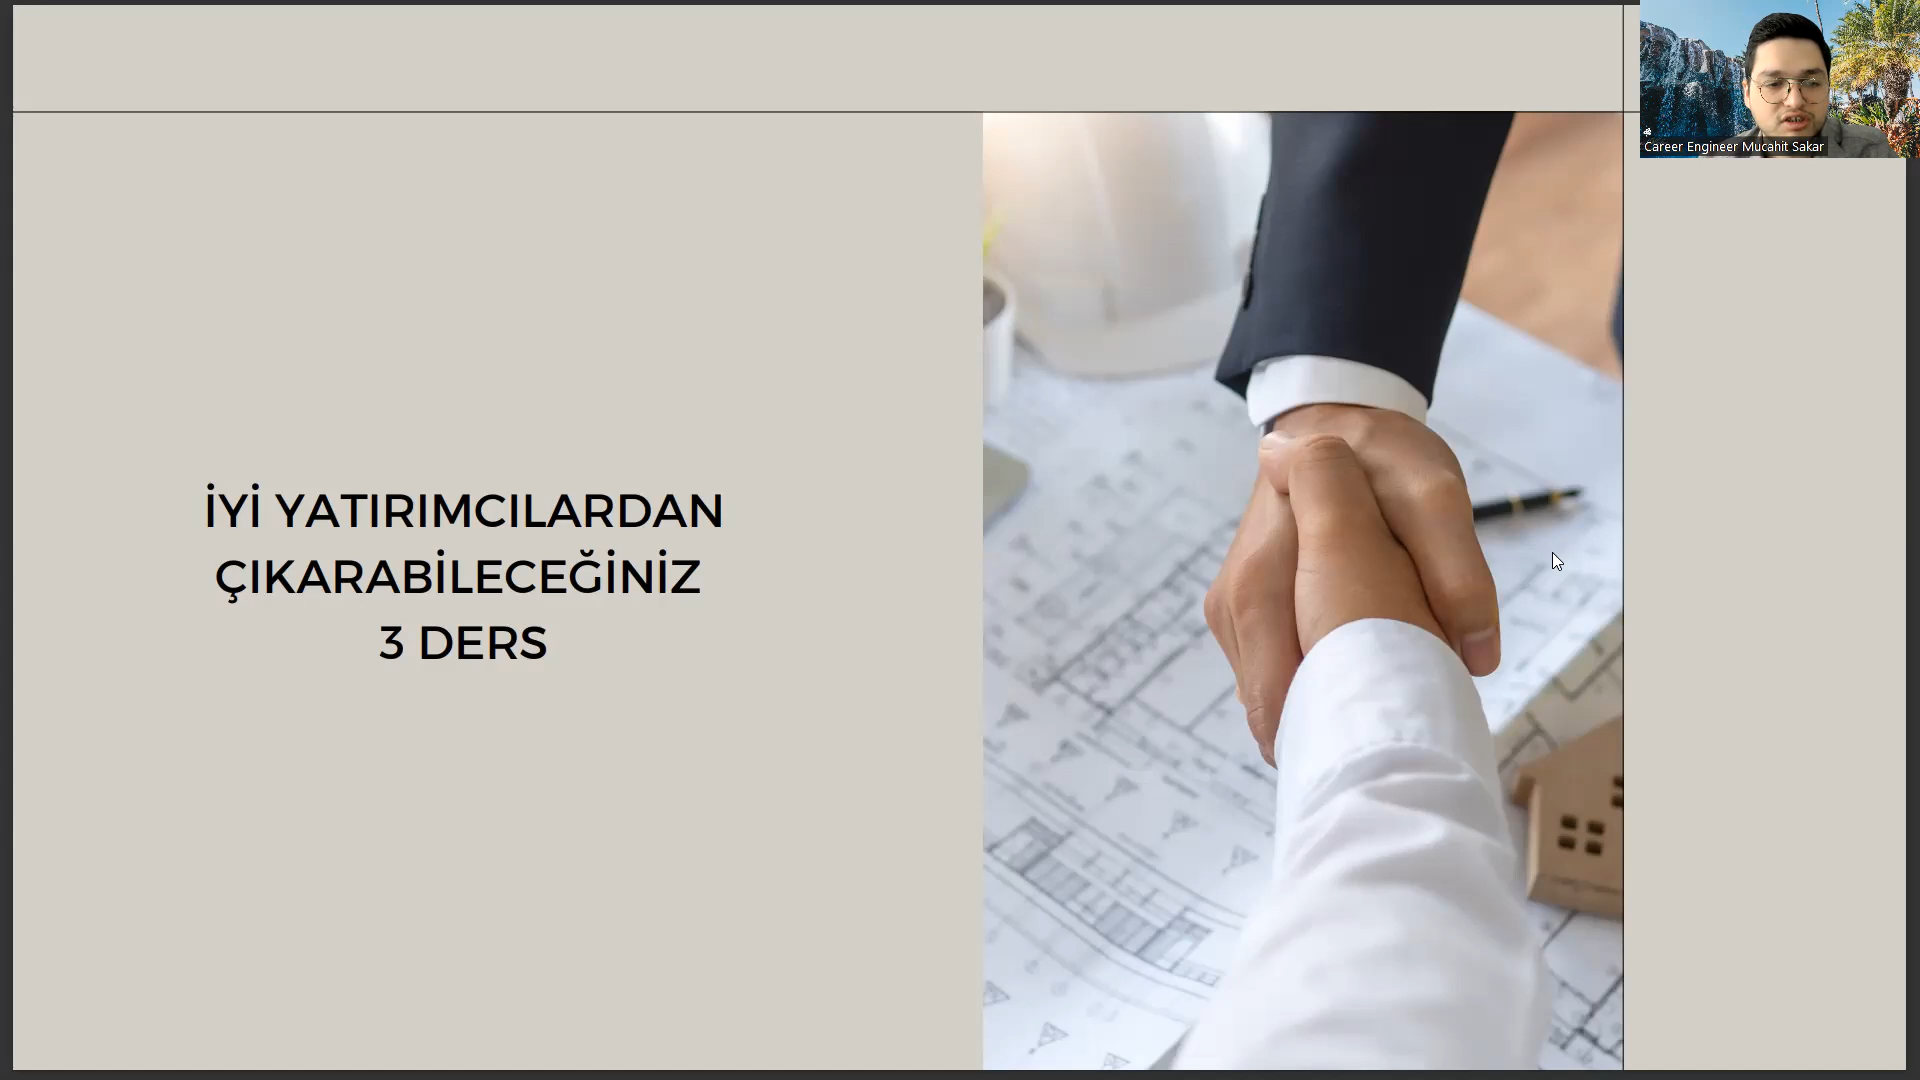 Career Engineer Mucahit Sakar
İYİ YATIRIMCILARDAN
ÇIKARABİLECEĞİNİZ
3 DERS